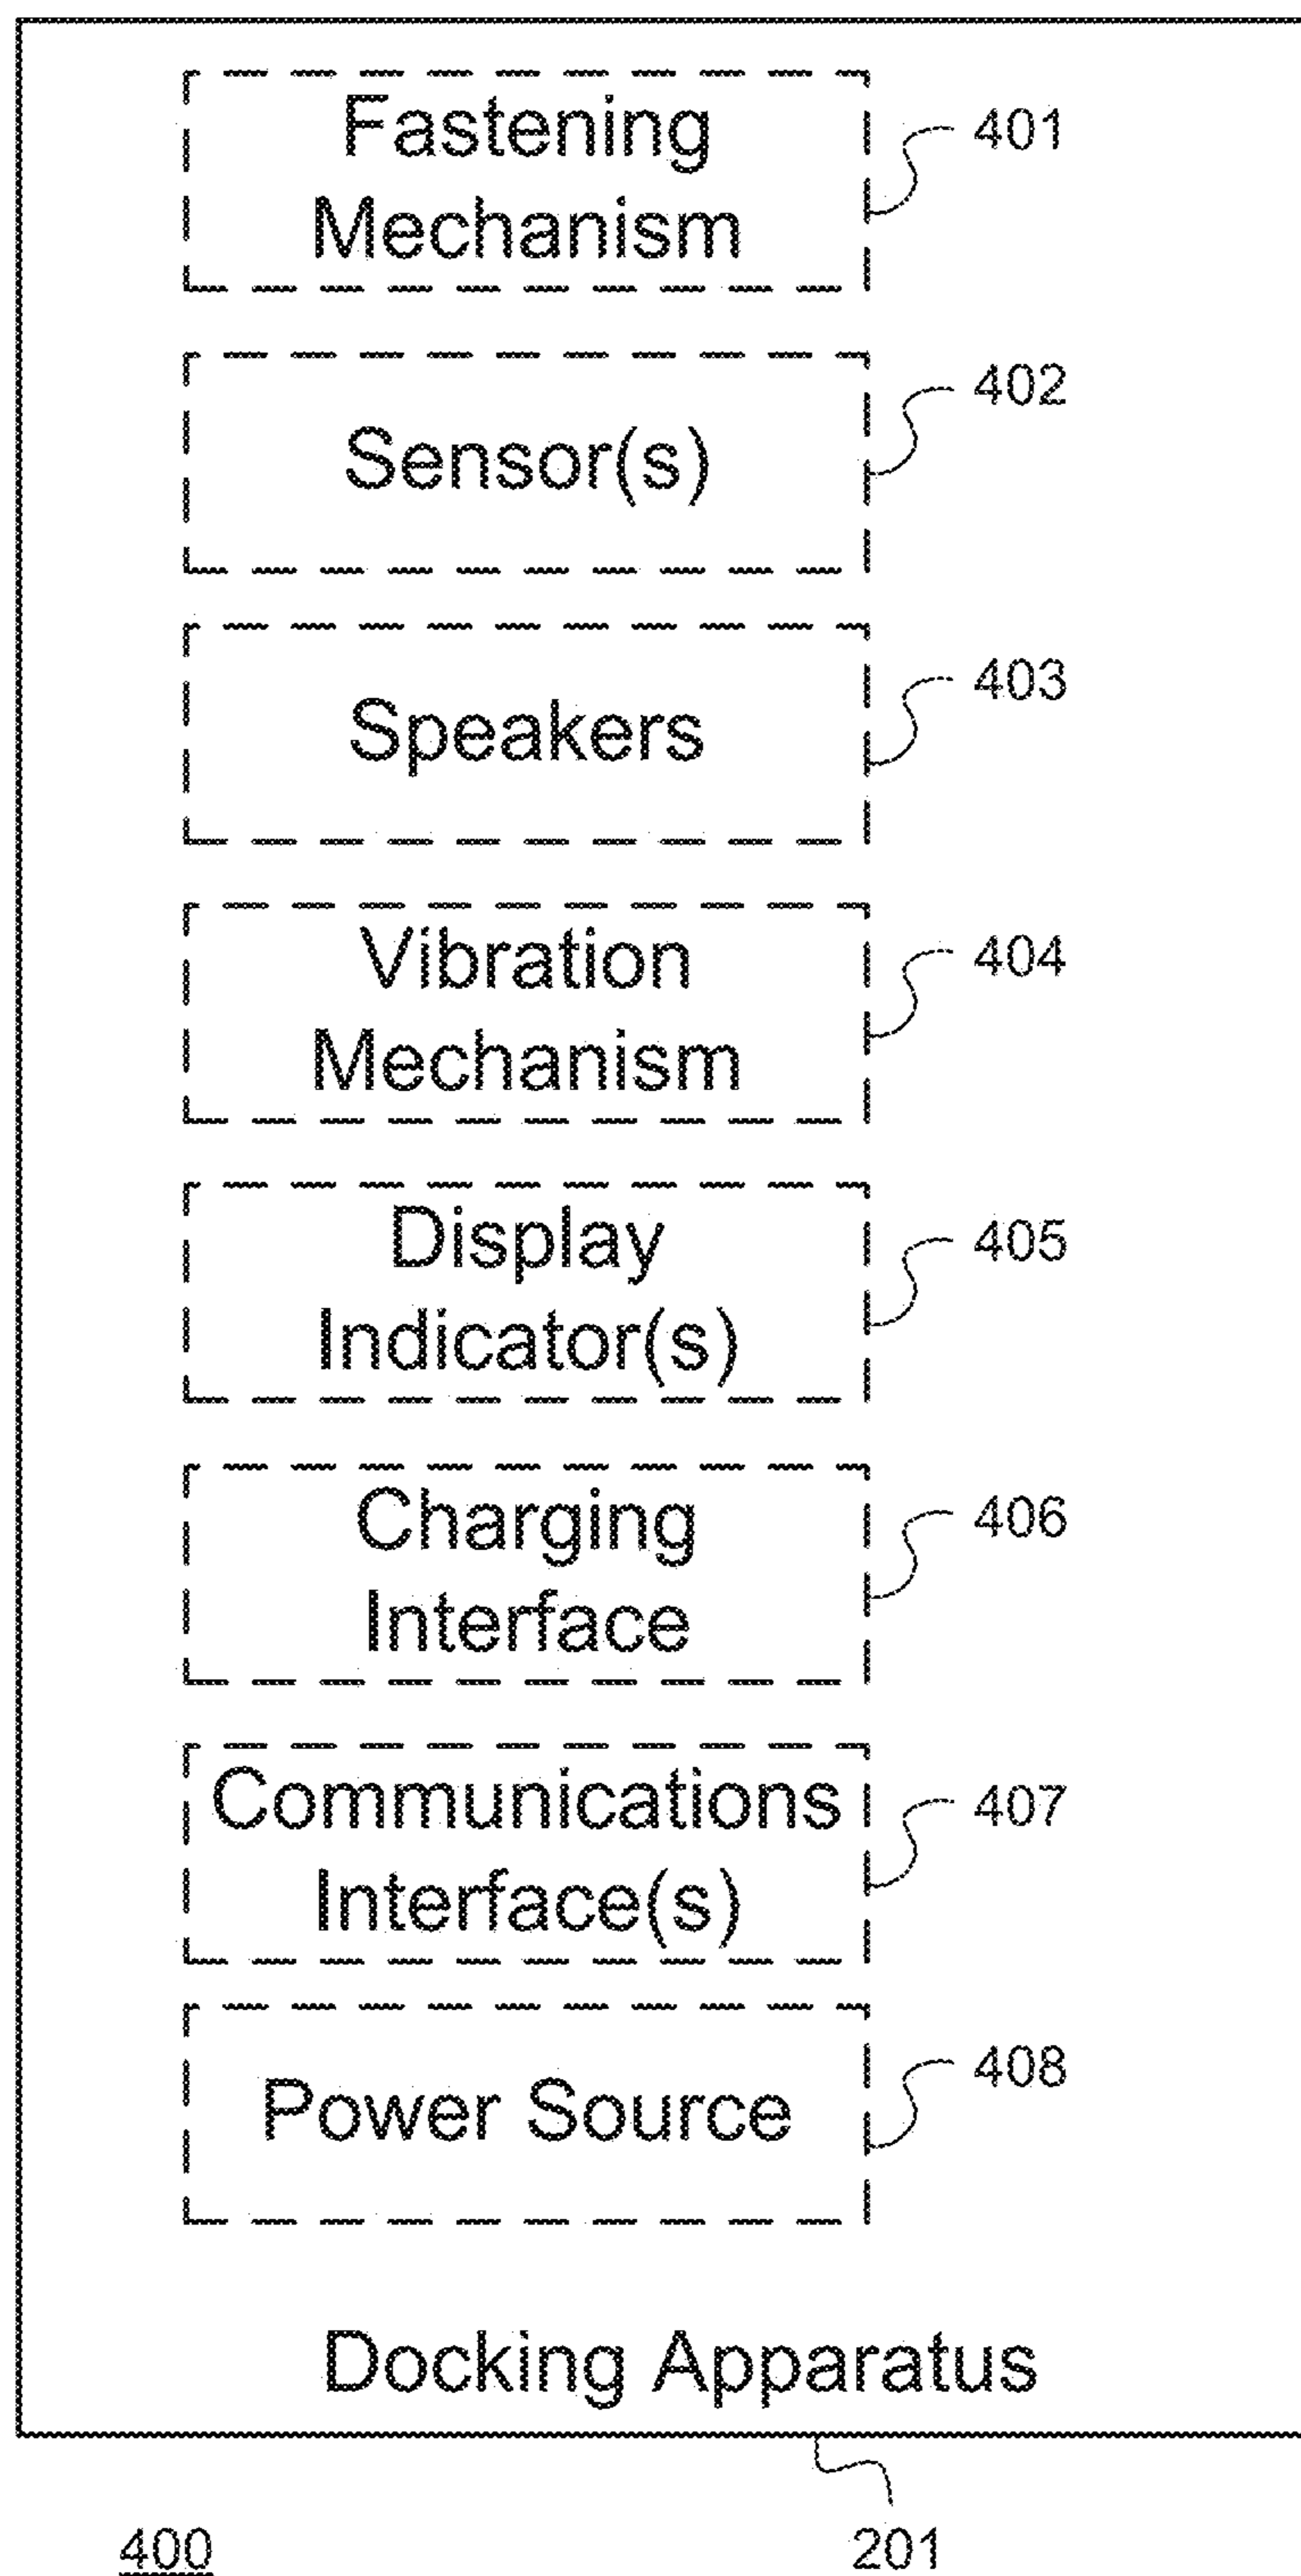 Fastening
Mechanism
401
Sensor(s)
402
Speakers
403
Vibration
Mechanism
404
Display
Indicator(s)
405
Charging
Interface
406
Communications
Interface(s)
407
Power Source
408
Docking Apparatus
400
201